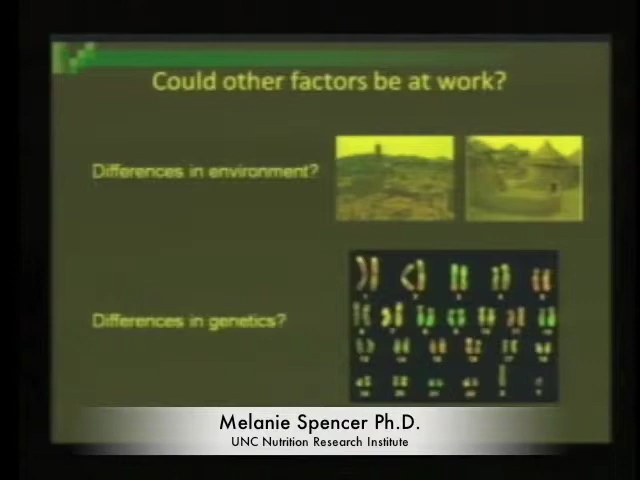 Could other factors be at work?
Differences in environment?
Differences in genetics?
Melanie Spencer Ph.D.
UNC Nutrition Research Institute